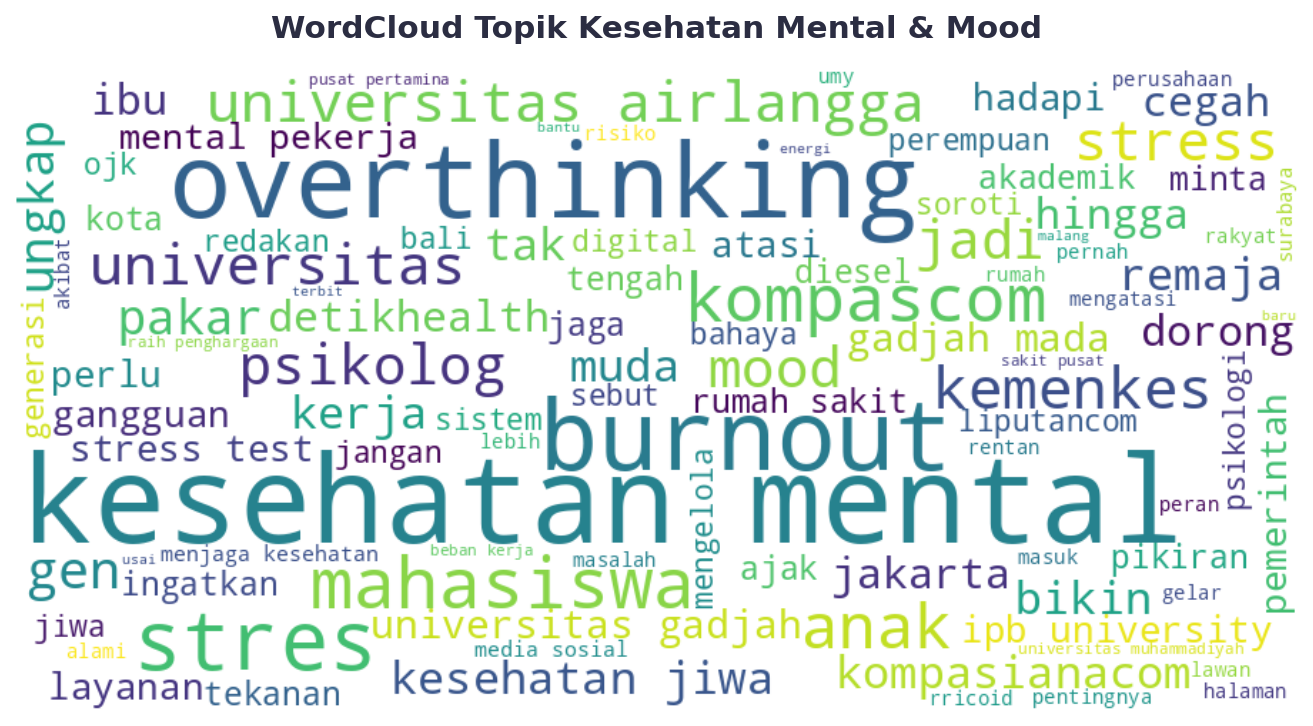 WordCloud Topik Kesehatan Mental & Mood
pusat pertamina
umy
perusahaan
ibu
universitas airlangga
hadapi
cegah
mental pekerja
bantu
risiko
energi
perempuan
stress
ungkap
ojk
overthinking
akademik
minta
surabaya
kota
soroti
hingga
akibat
redakan
bali
tak
digital
atasi
jadi
malang
pernah
rakyat
universitas
tengah
diesel
rumah
remaja
terbit
kompascom
mengatasi
generasi
pakar
detikhealth
jaga
bahaya
gadjah mada
dorong
baru
raih penghargaan
psikolog
muda
mood
sakit pusat
psikologi
perlu
sebut
rumah sakit
kemenkes
gangguan
kerja
sistem
burnout
liputancom
pemerintah
stress test
jangan
lebih
rentan
kesehatan mental
mengelola
peran
gen
usai
menjaga kesehatan
beban kerja
masalah
masuk
pikiran
ingatkan
mahasiswa
ajak
jakarta
bikin
gelar
jiwa
stres
universitas gadjah
anak
ipb university
alami
media sosial
universitas muhammadiyah
layanan
tekanan
kesehatan jiwa
kompasianacom
lawan
rricoid
pentingnya
halaman